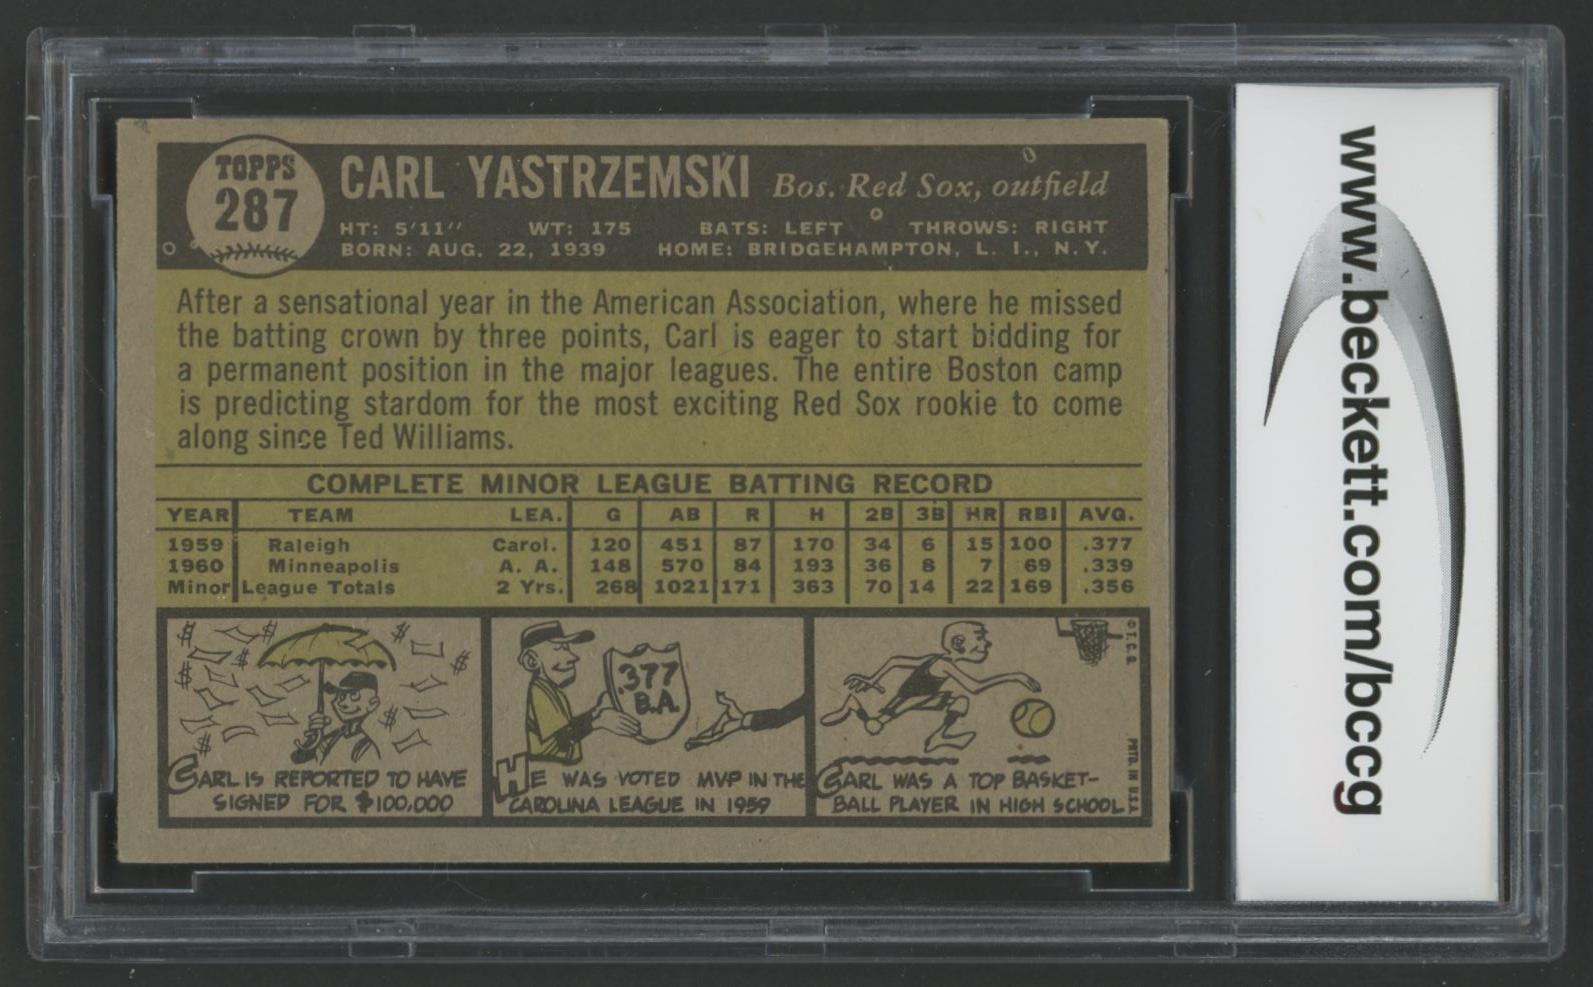 TOPPS
287
CARL YASTRZEMSKI Bos. Red Sox, outfield
HT: 5'11" WT: 175 BATS: LEFT THROWS: RIGHT
BORN: AUG. 22, 1939 HOME: BRIDGEHAMPTON, L. I., N. Y.
After a sensational year in the American Association, where he missed
the batting crown by three points, Carl is eager to start bidding for
a permanent position in the major leagues. The entire Boston camp
is predicting stardom for the most exciting Red Sox rookie to come
along since Ted Williams.
COMPLETE MINOR LEAGUE BATTING RECORD
YEAR TEAM LEA. G AB R H 2B 3B HR RBI AVG.
1959 Raleigh Carol. 120 451 87 170 34 6 15 100 .377
1960 Minneapolis A. A. 148 570 84 193 36 8 7 69 .339
Minor League Totals 2 Yrs. 268 1021 171 363 70 14 22 169 .356
.377
B.A.
CARL IS REPORTED TO HAVE
SIGNED FOR $100,000
HE WAS VOTED MVP IN THE
CAROLINA LEAGUE IN 1959
CARL WAS A TOP BASKET-
BALL PLAYER IN HIGH SCHOOL
© T. C. G.
PRTD. IN U.S.A.
www.beckett.com/bccg